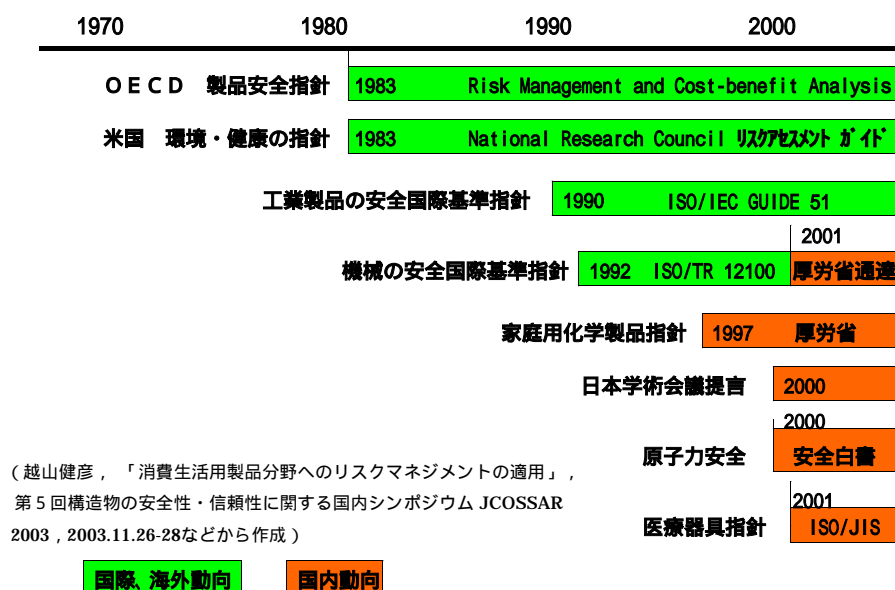 1970 1980 1990 2000
OECD 製品安全指針 1983 Risk Management and Cost-benefit Analysis
米国 環境・健康の指針 1983 National Research Council ﾘｽｸｱｾｽﾒﾝﾄ ｶﾞｲﾄﾞ
工業製品の安全国際基準指針 1990 ISO/IEC GUIDE 51
2001
機械の安全国際基準指針 1992 ISO/TR 12100 厚労省通達
家庭用化学製品指針 1997 厚労省
日本学術会議提言 2000
2000
原子力安全 安全白書
2001
医療器具指針 ISO/JIS
(越山健彦, 「消費生活用製品分野へのリスクマネジメントの適用」,
第5回構造物の安全性・信頼性に関する国内シンポジウム JCOSSAR
2003, 2003.11.26-28などから作成)
国際、海外動向 国内動向